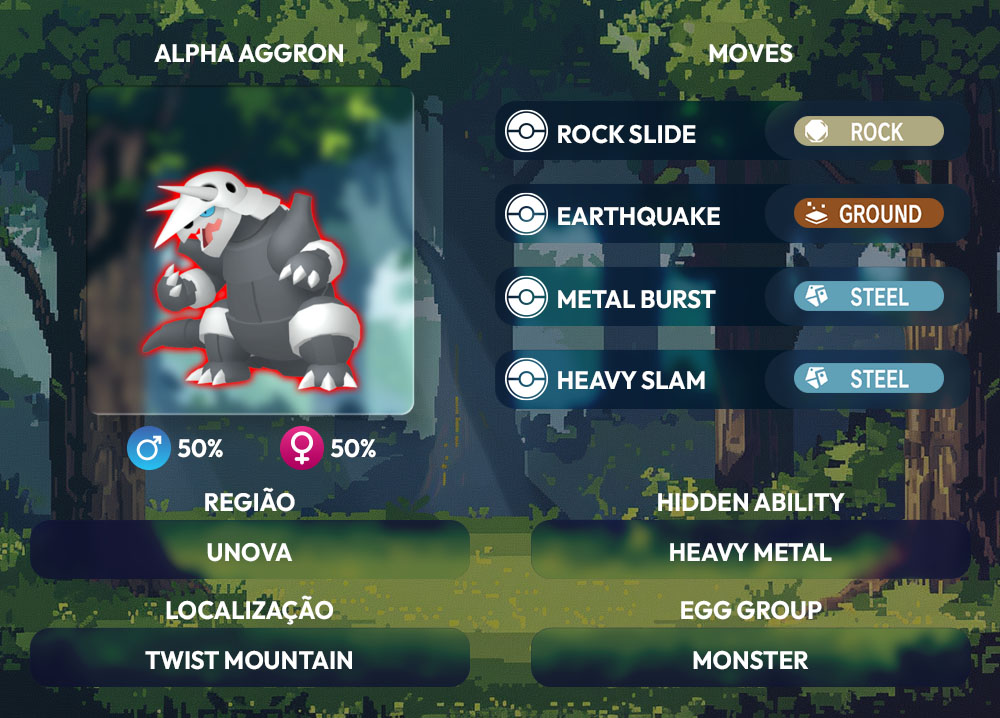 ALPHA AGGRON
♂ 50% ♀ 50%
REGIÃO
UNOVA
LOCALIZAÇÃO
TWIST MOUNTAIN
MOVES
ROCK SLIDE ROCK
EARTHQUAKE GROUND
METAL BURST STEEL
HEAVY SLAM STEEL
HIDDEN ABILITY
HEAVY METAL
EGG GROUP
MONSTER